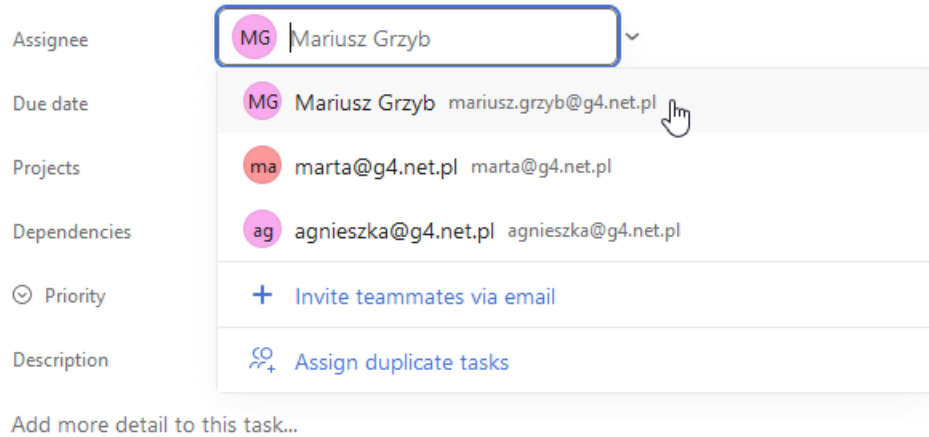 Assignee MG Mariusz Grzyb
Due date MG Mariusz Grzyb mariusz.grzyb@g4.net.pl
Projects ma marta@g4.net.pl marta@g4.net.pl
Dependencies ag agnieszka@g4.net.pl agnieszka@g4.net.pl
Priority + Invite teammates via email
Description Assign duplicate tasks
Add more detail to this task...